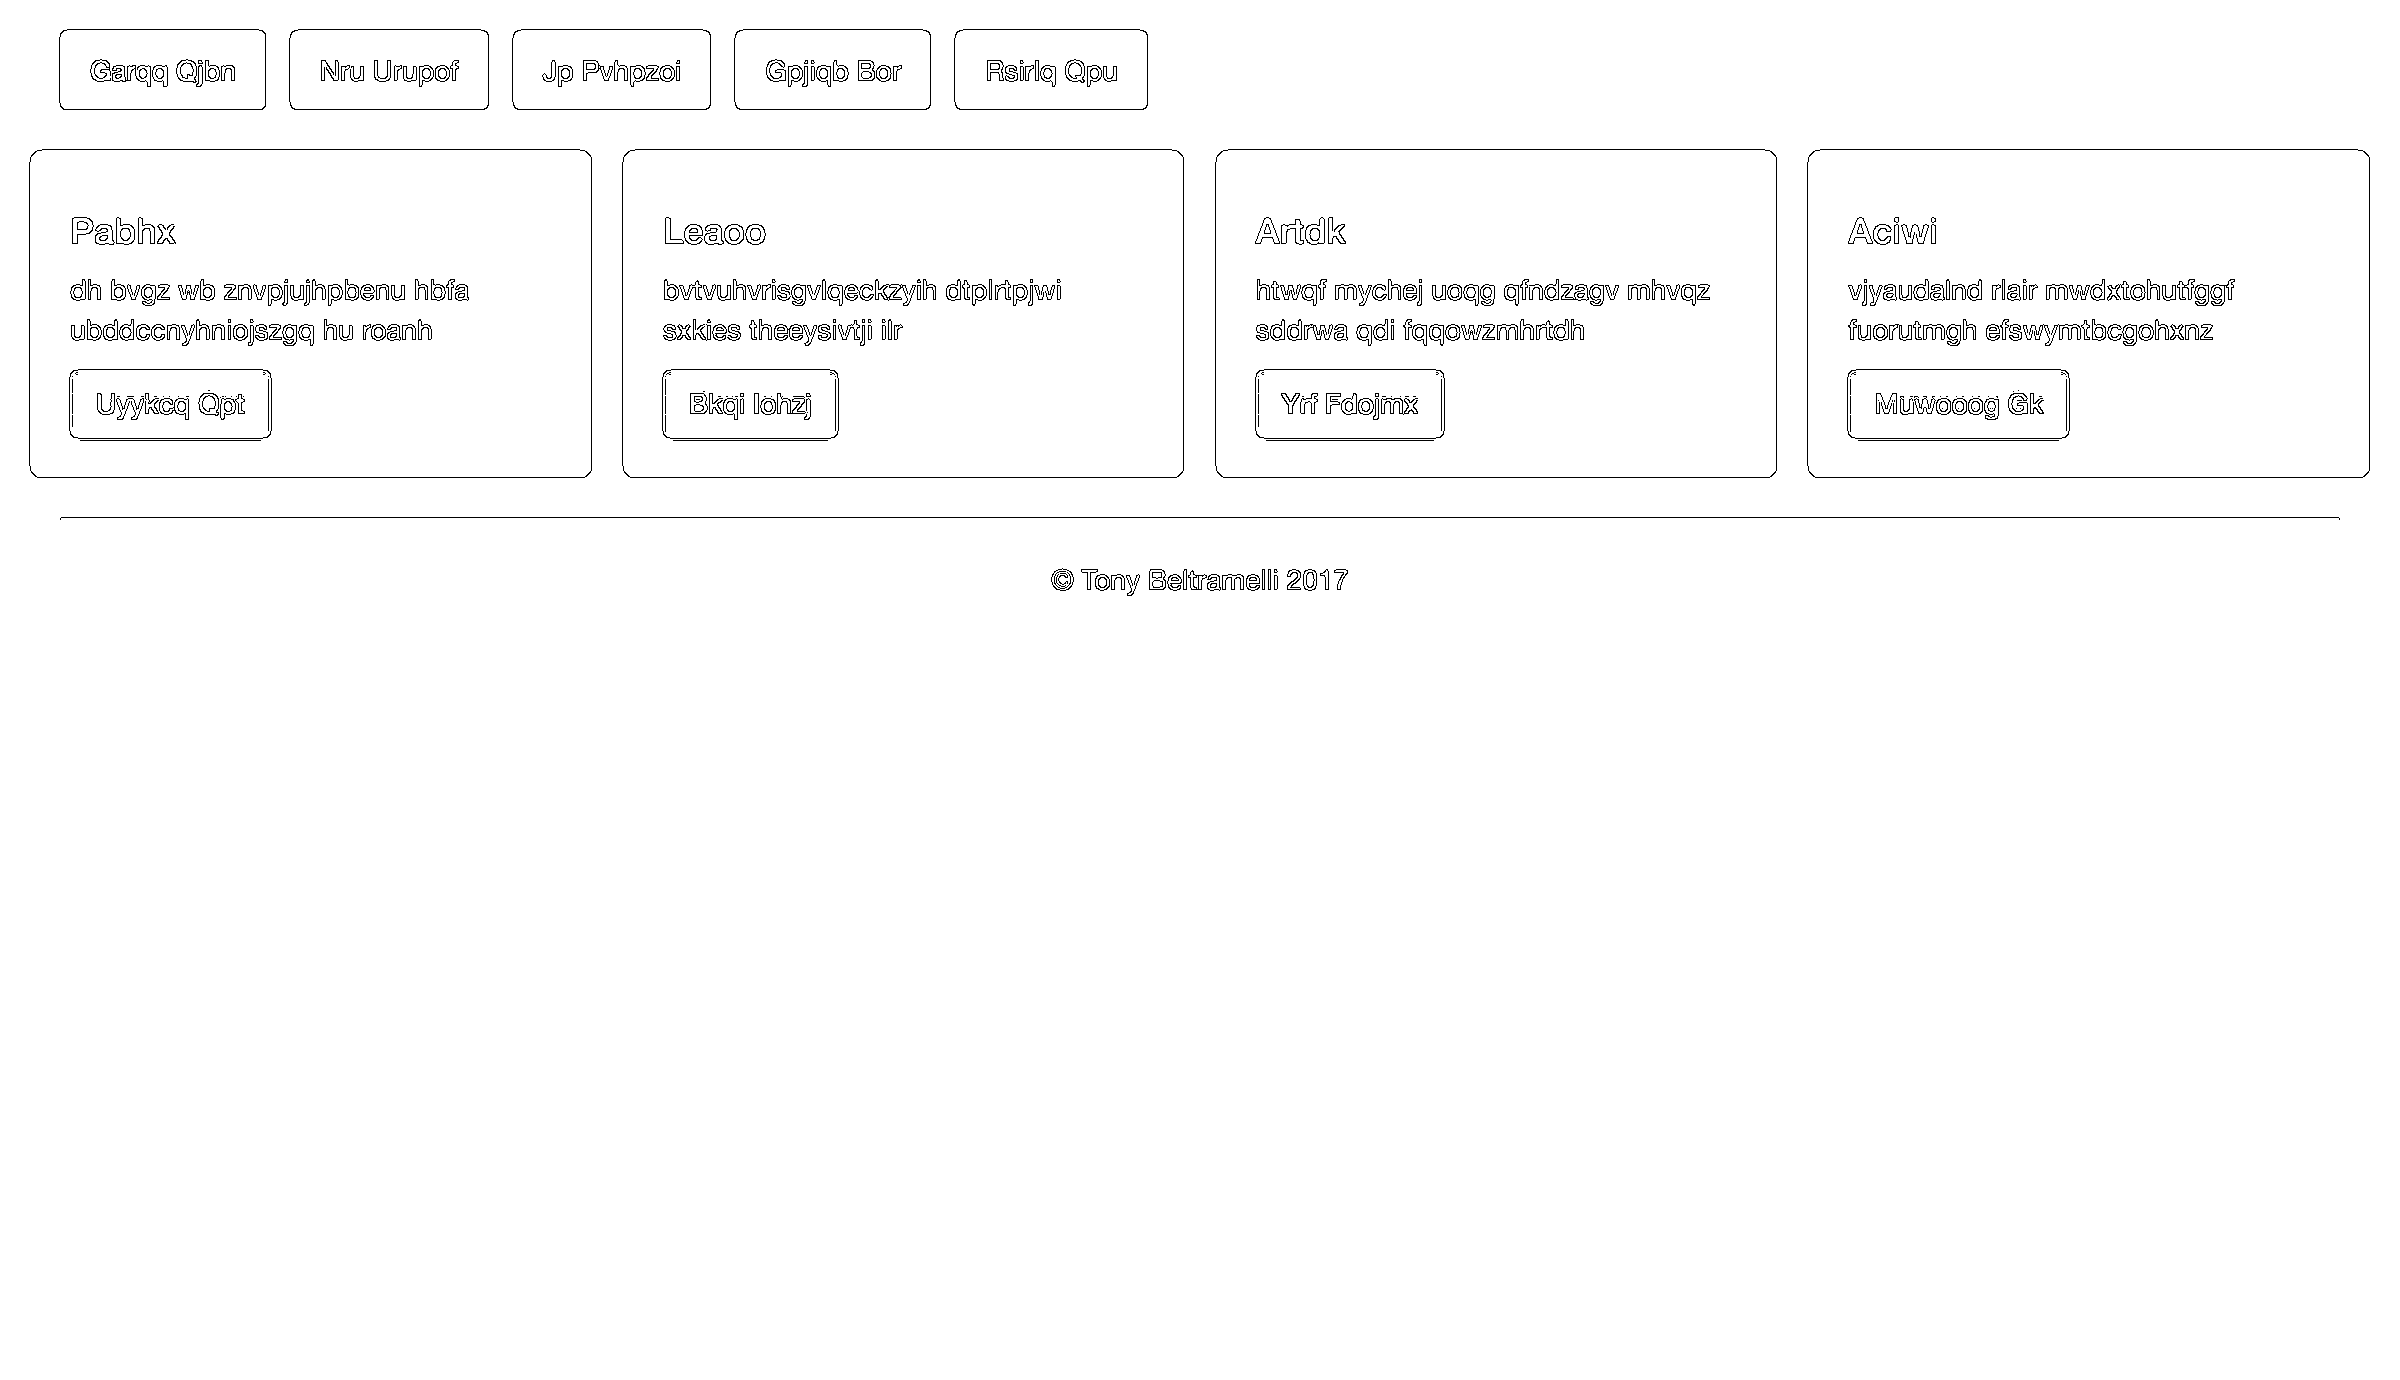 Garqq Qjbn
Nru Urupof
Jp Pvhpzoi
Gpjiqb Bor
Rsirlq Qpu
Pabhx
dh bvgz wb znvpjujhpbenu hbfa
ubddccnyhniojszgq hu roanh
Uyykcq Qpt
Leaoo
bvtvuhvrisgvlqeckzyih dtplrtpjwi
sxkies theeysivtji ilr
Bkqi Iohzj
Artdk
htwqf mychej uoqg qfndzagv mhvqz
sddrwa qdi fqqowzmhrtdh
Yrf Fdojmx
Aciwi
vjyaudalnd rlair mwdxtohutfggf
fuorutmgh efswymtbcgohxnz
Muwooog Gk
© Tony Beltramelli 2017